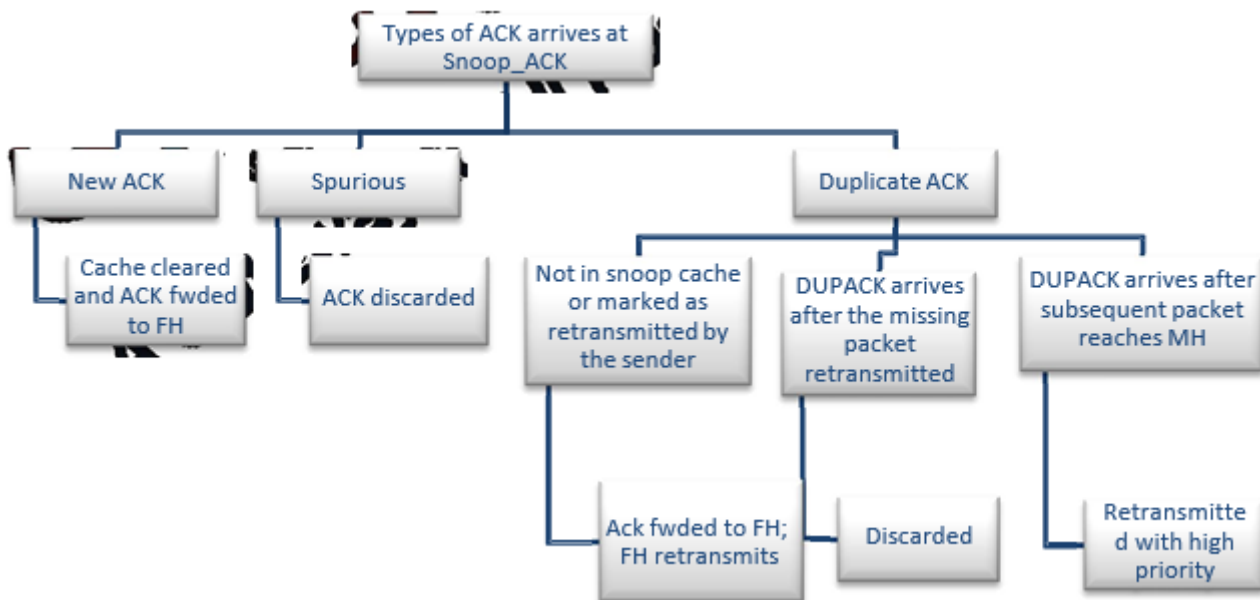 Types of ACK arrives at
Snoop_ACK
New ACK
Spurious
Duplicate ACK
Cache cleared
and ACK fwded
to FH
ACK discarded
Not in snoop cache
or marked as
retransmitted by
the sender
DUPACK arrives
after the missing
packet
retransmitted
DUPACK arrives after
subsequent packet
reaches MH
Ack fwded to FH;
FH retransmits
Discarded
Retransmitte
d with high
priority